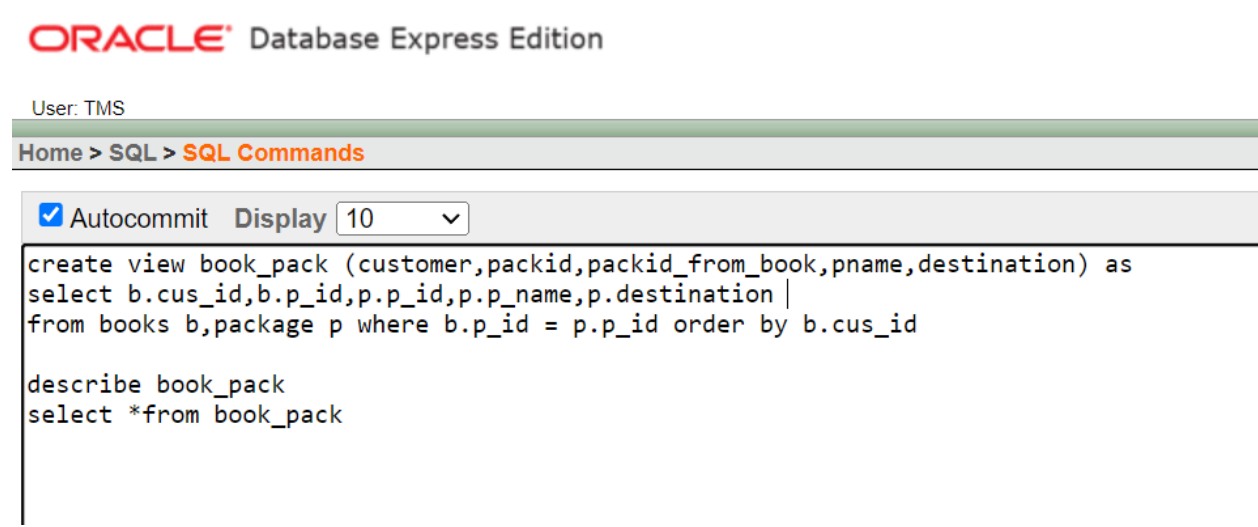 ORACLE Database Express Edition
User: TMS
Home > SQL > SQL Commands
Autocommit Display 10
create view book_pack (customer,packid,packid_from_book,pname,destination) as
select b.cus_id,b.p_id,p.p_id,p.p_name,p.destination
from books b,package p where b.p_id = p.p_id order by b.cus_id
describe book_pack
select *from book_pack